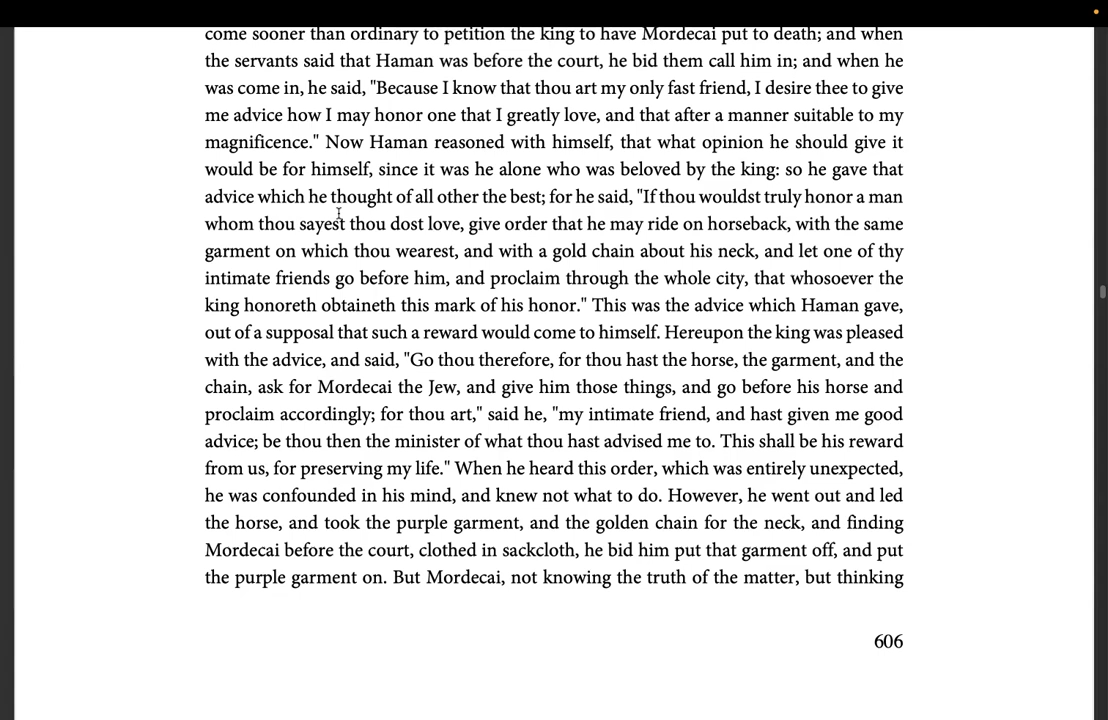 come sooner than ordinary to petition the king to have Mordecai put to death; and when
the servants said that Haman was before the court, he bid them call him in; and when he
was come in, he said, "Because I know that thou art my only fast friend, I desire thee to give
me advice how I may honor one that I greatly love, and that after a manner suitable to my
magnificence." Now Haman reasoned with himself, that what opinion he should give it
would be for himself, since it was he alone who was beloved by the king: so he gave that
advice which he thought of all other the best; for he said, "If thou wouldst truly honor a man
whom thou sayest thou dost love, give order that he may ride on horseback, with the same
garment on which thou wearest, and with a gold chain about his neck, and let one of thy
intimate friends go before him, and proclaim through the whole city, that whosoever the
king honoreth obtaineth this mark of his honor." This was the advice which Haman gave,
out of a supposal that such a reward would come to himself. Hereupon the king was pleased
with the advice, and said, "Go thou therefore, for thou hast the horse, the garment, and the
chain, ask for Mordecai the Jew, and give him those things, and go before his horse and
proclaim accordingly; for thou art," said he, "my intimate friend, and hast given me good
advice; be thou then the minister of what thou hast advised me to. This shall be his reward
from us, for preserving my life." When he heard this order, which was entirely unexpected,
he was confounded in his mind, and knew not what to do. However, he went out and led
the horse, and took the purple garment, and the golden chain for the neck, and finding
Mordecai before the court, clothed in sackcloth, he bid him put that garment off, and put
the purple garment on. But Mordecai, not knowing the truth of the matter, but thinking
606